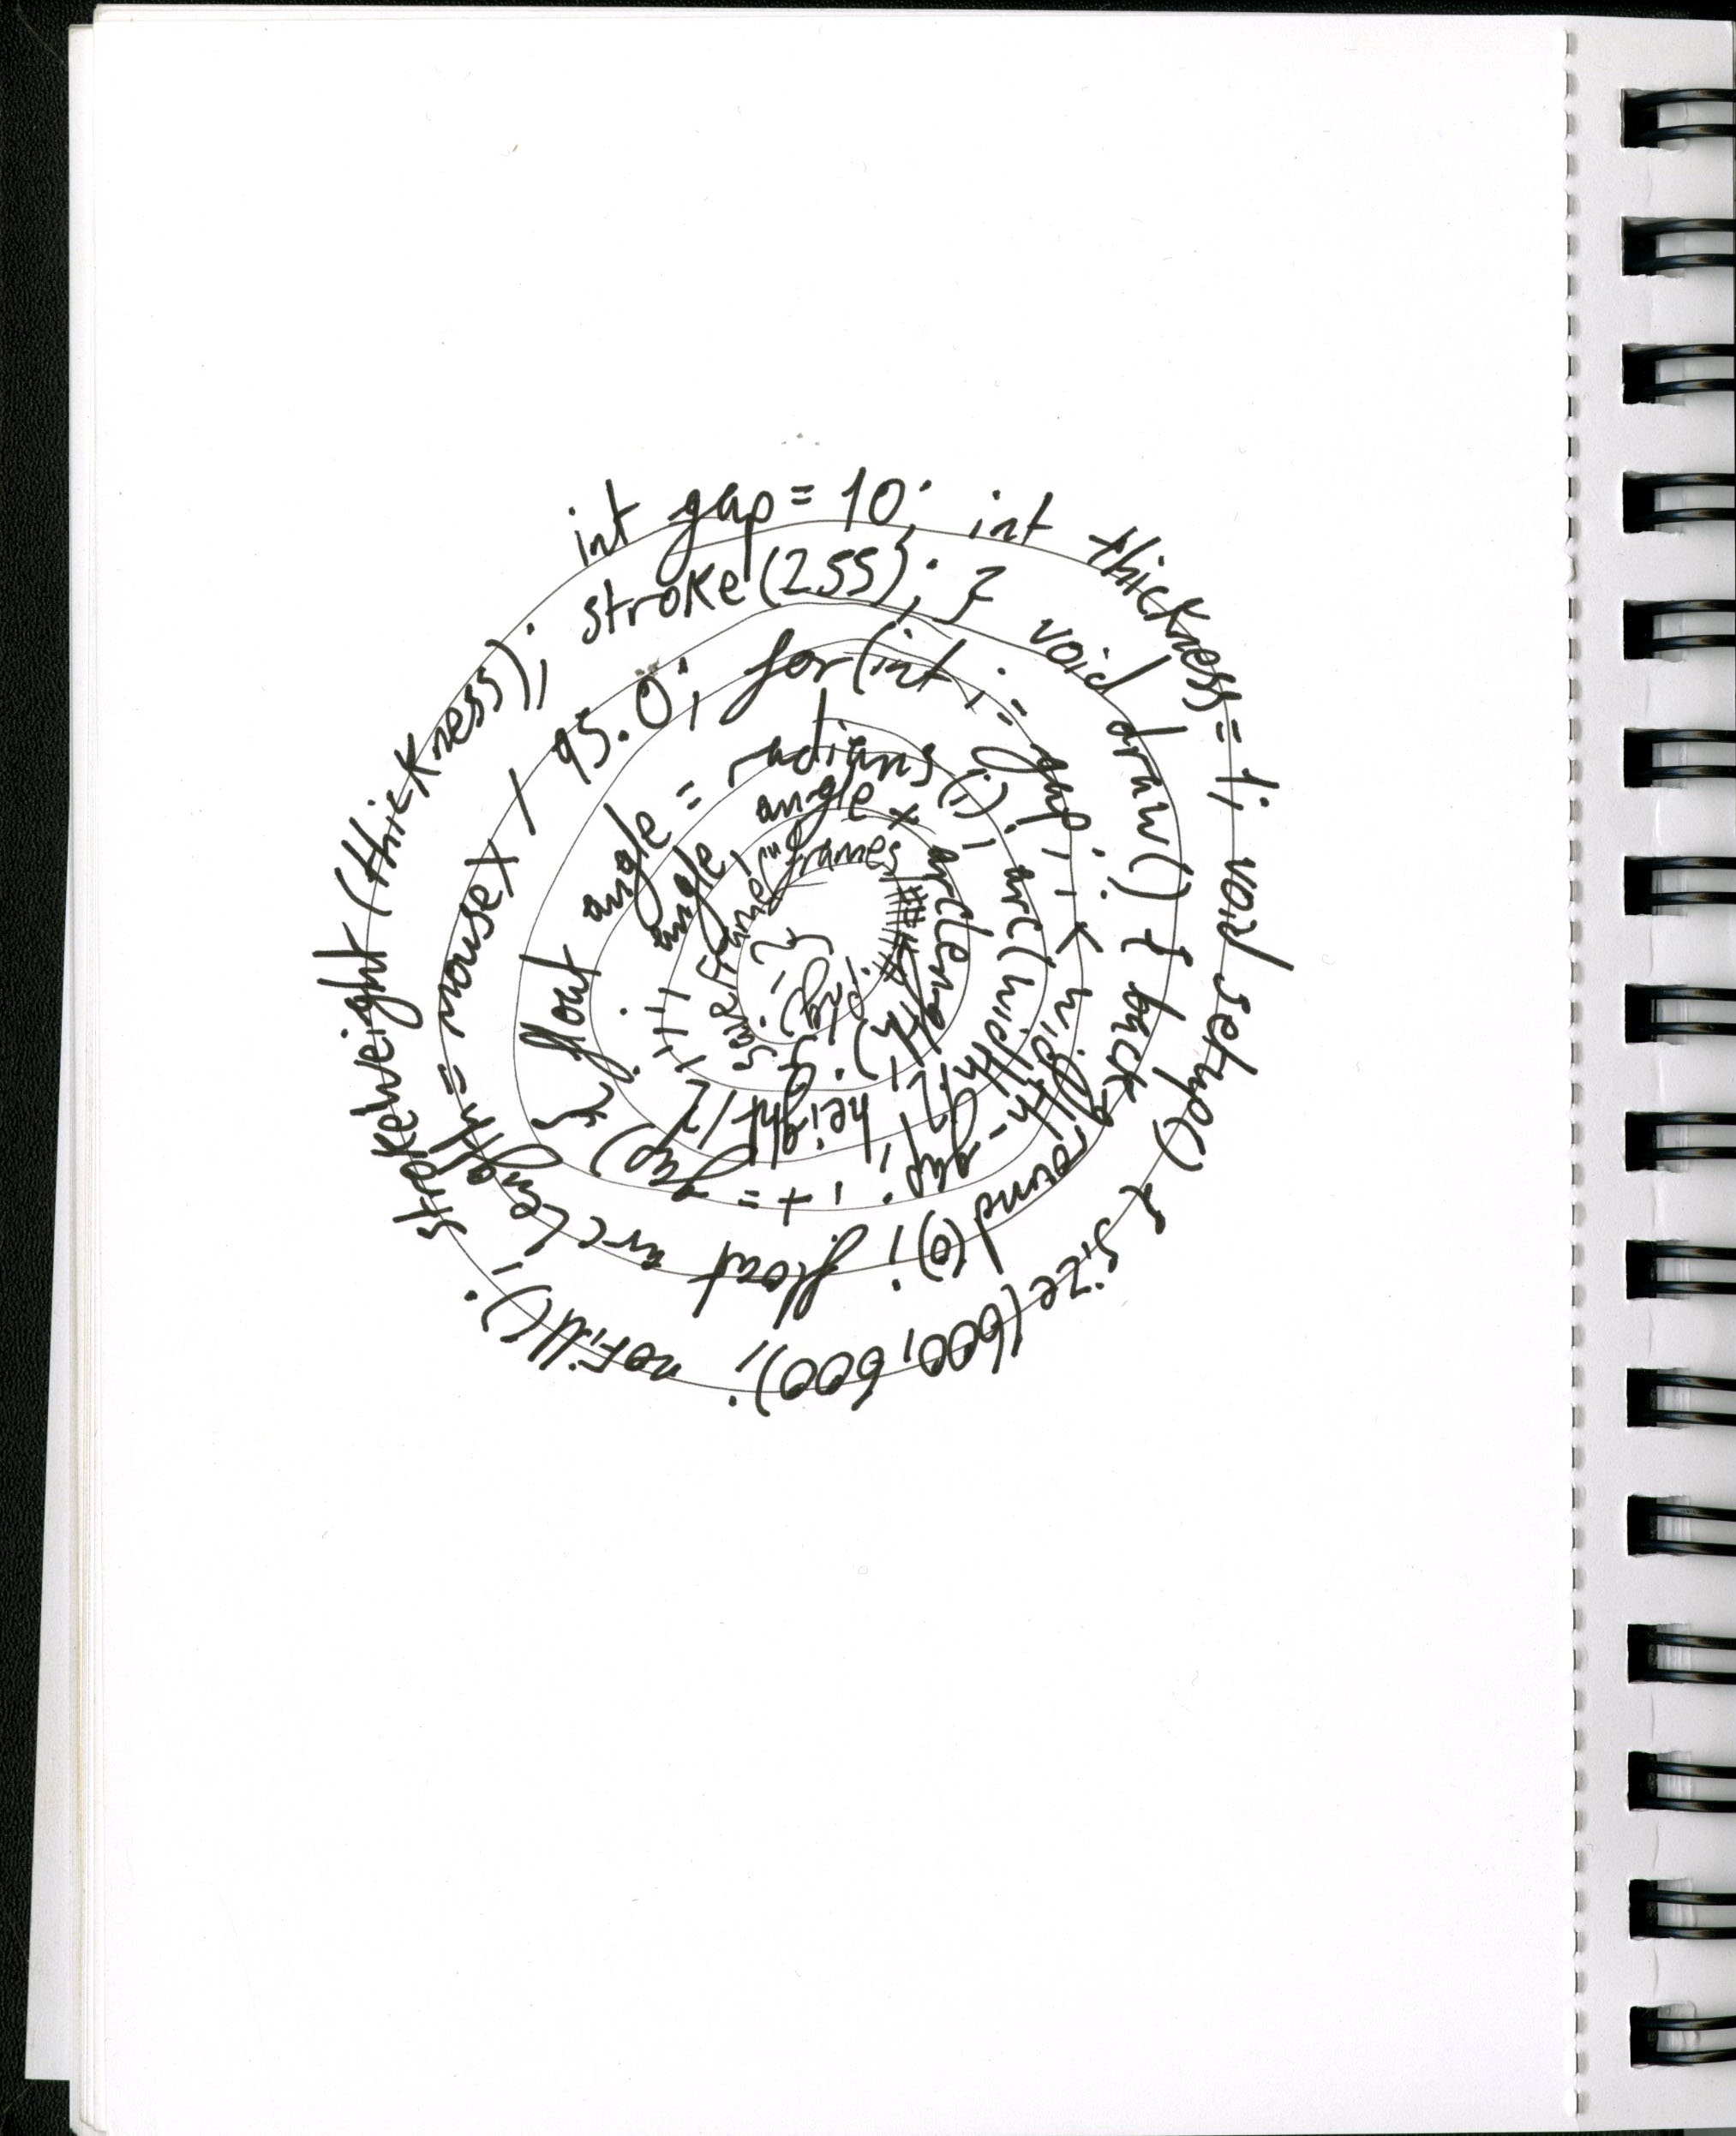 int gap = 10; int thickness = 1; void setup() { size(600, 600); noFill(); strokeweight (thickness);
stroke(255); } void draw() { background(0); float arcLength = mouseX / 95.0;
for(int i = gap; i < width - gap; i += gap) { float angle =
radians (i); arc(width/2, height/2, i, i, angle,
angle + arcLength); } saveFrame("frames/####